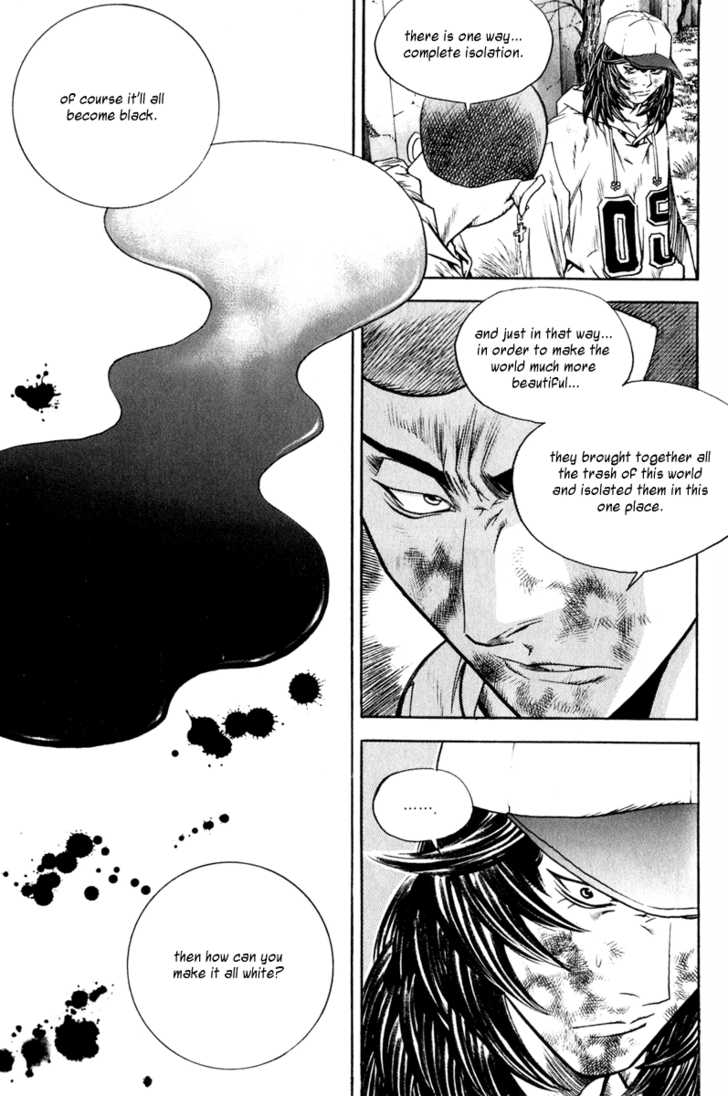 of course it'll all
become black.
then how can you
make it all white?
there is one way...
complete isolation.
and just in that way...
in order to make the
world much more
beautiful...
they brought together all
the trash of this world
and isolated them in this
one place.
.......